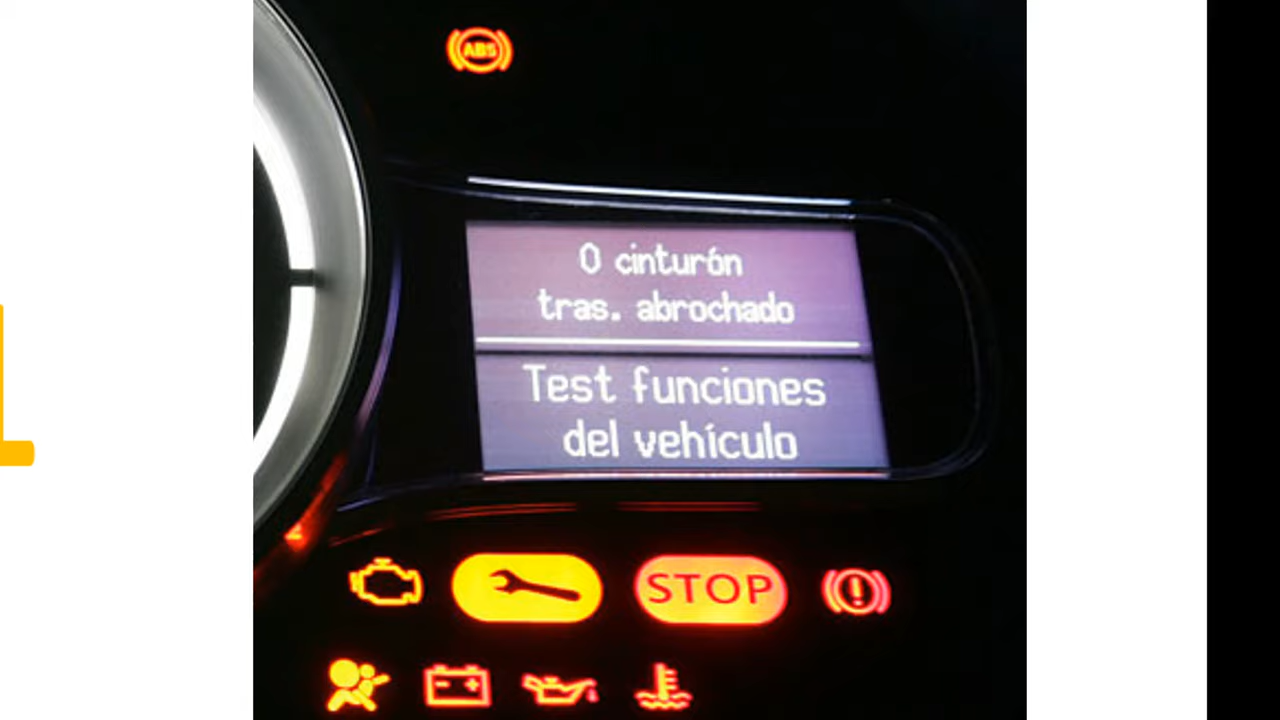 ABS
0 cinturón
tras. abrochado
Test funciones
del vehículo
STOP